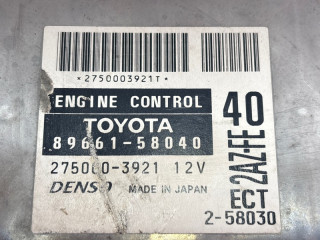 *2750003921T*
ENGINE CONTROL
TOYOTA
89661-58040
275000-3921 12V
DENSO MADE IN JAPAN
40
2AZ-FE
ECT
2-58030